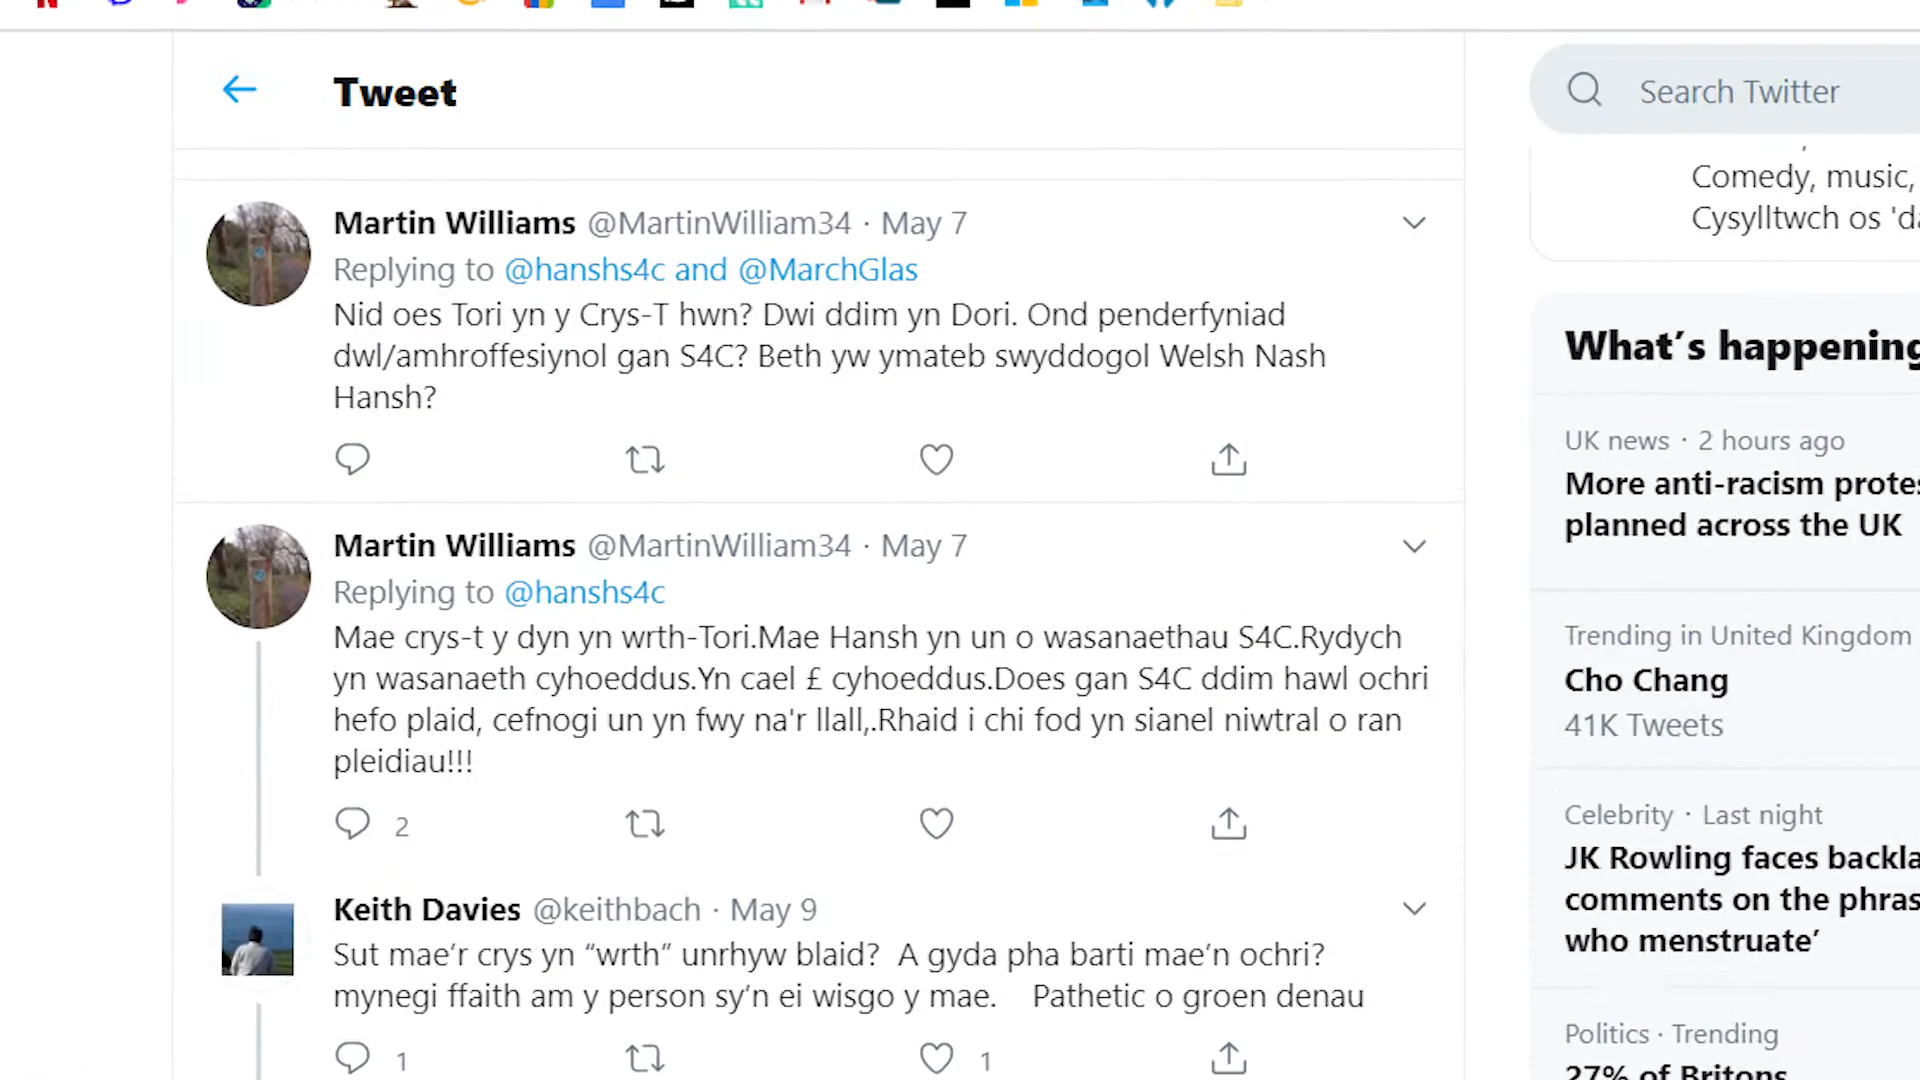 Tweet
Search Twitter
Comedy, music,
Cysylltwch os 'da
Martin Williams @MartinWilliam34 · May 7
Replying to @hanshs4c and @MarchGlas
Nid oes Tori yn y Crys-T hwn? Dwi ddim yn Dori. Ond penderfyniad
dwl/amhroffesiynol gan S4C? Beth yw ymateb swyddogol Welsh Nash
Hansh?
Martin Williams @MartinWilliam34 · May 7
Replying to @hanshs4c
Mae crys-t y dyn yn wrth-Tori.Mae Hansh yn un o wasanaethau S4C.Rydych
yn wasanaeth cyhoeddus.Yn cael £ cyhoeddus.Does gan S4C ddim hawl ochri
hefo plaid, cefnogi un yn fwy na'r llall,.Rhaid i chi fod yn sianel niwtral o ran
pleidiau!!!
2
Keith Davies @keithbach · May 9
Sut mae’r crys yn “wrth” unrhyw blaid? A gyda pha barti mae’n ochri?
mynegi ffaith am y person sy’n ei wisgo y mae. Pathetic o groen denau
1 1
What’s happening
UK news · 2 hours ago
More anti-racism protes
planned across the UK
Trending in United Kingdom
Cho Chang
41K Tweets
Celebrity · Last night
JK Rowling faces backla
comments on the phras
who menstruate’
Politics · Trending
27% of Britons